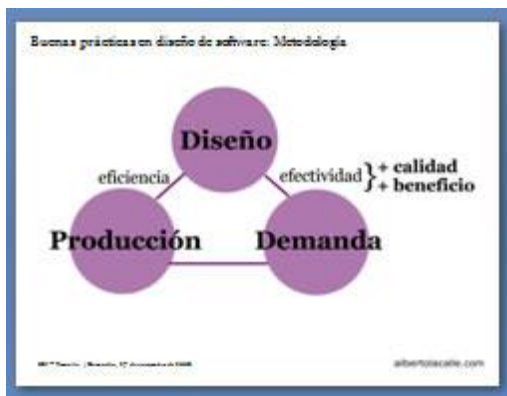 Buenas prácticas en diseño de software: Metodología
Diseño
eficiencia
efectividad } + calidad
+ beneficio
Producción
Demanda
albertolacalle.com